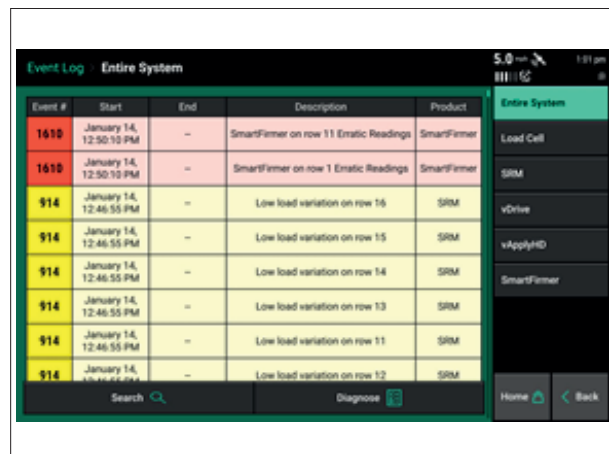 Event Log > Entire System
5.0 mph
1:01 pm
Event # Start End Description Product
1610 January 14, 12:50:10 PM -- SmartFirmer on row 11 Erratic Readings SmartFirmer
1610 January 14, 12:50:10 PM -- SmartFirmer on row 1 Erratic Readings SmartFirmer
914 January 14, 12:46:55 PM -- Low load variation on row 16 SRM
914 January 14, 12:46:55 PM -- Low load variation on row 15 SRM
914 January 14, 12:46:55 PM -- Low load variation on row 14 SRM
914 January 14, 12:46:55 PM -- Low load variation on row 13 SRM
914 January 14, 12:46:55 PM -- Low load variation on row 11 SRM
914 January 14, -- Low load variation on row 12 SRM
Search
Diagnose
Entire System
Load Cell
SRM
vDrive
vApplyHD
SmartFirmer
Home
< Back